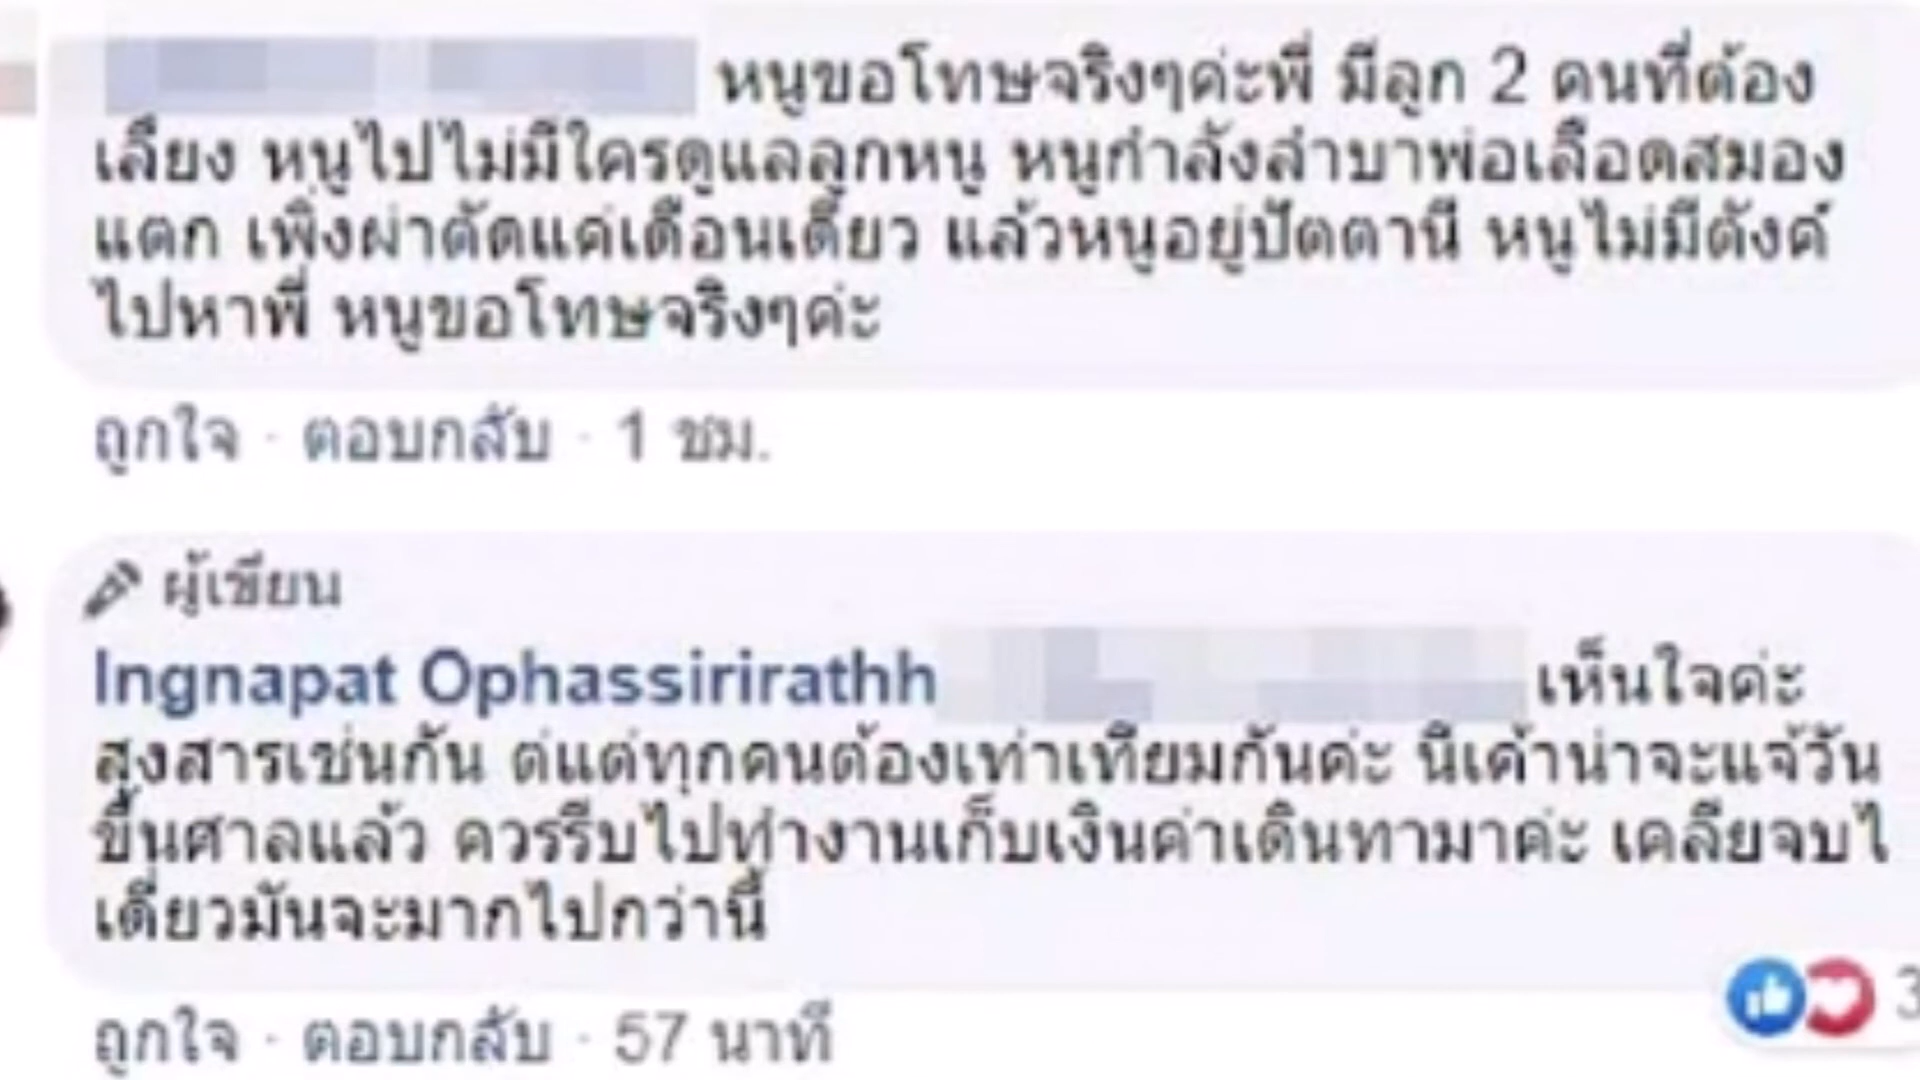 หนูขอโทษจริงๆค่ะพี่ มีลูก 2 คนที่ต้อง
เลี้ยง หนูไปไม่มีใครดูแลลูกหนู หนูกำลังลำบาพ่อเลือดสมอง
แตก เพิ่งผ่าตัดแค่เดือนเดียว แล้วหนูอยู่ปัตตานี หนูไม่มีตังค์
ไปหาพี่ หนูขอโทษจริงๆค่ะ
ถูกใจ · ตอบกลับ · 1 ชม.
ผู้เขียน
Ingnapat Ophassirirathh เห็นใจค่ะ
สงสารเช่นกัน ต่แต่ทุกคนต้องเท่าเทียมกันค่ะ นี่เค้าน่าจะแจ้วัน
ขึ้นศาลแล้ว ควรรีบไปทำงานเก็บเงินค่าเดินทามาค่ะ เคลียจบไ
เดี๋ยวมันจะมากไปกว่านี้
ถูกใจ · ตอบกลับ · 57 นาที
3